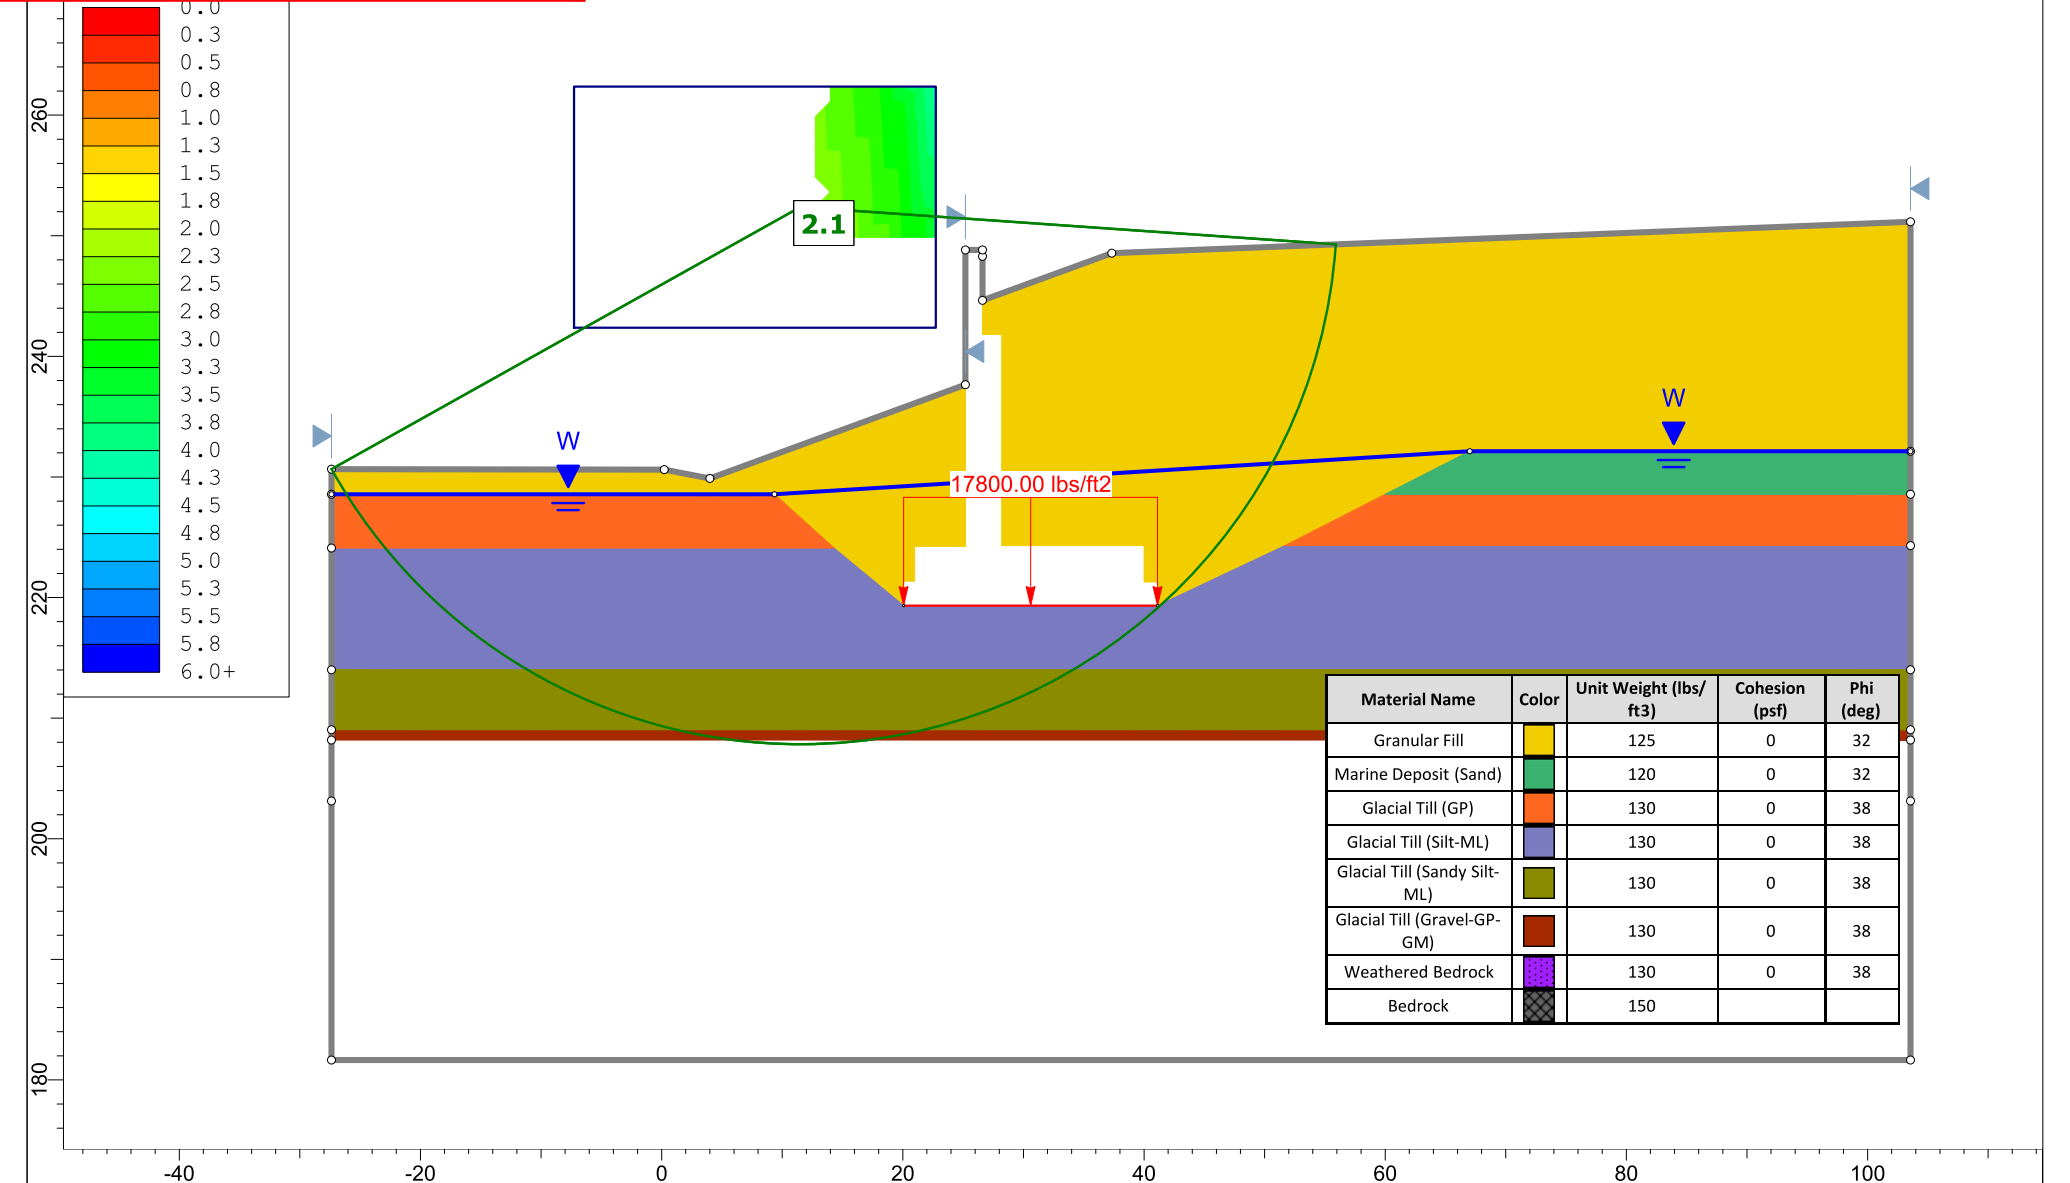 0.0
0.3
0.5
0.8
1.0
1.3
1.5
1.8
2.0
2.3
2.5
2.8
3.0
3.3
3.5
3.8
4.0
4.3
4.5
4.8
5.0
5.3
5.5
5.8
6.0+
260
240
220
200
180
2.1
W
W
17800.00 lbs/ft2
Material Name Color Unit Weight (lbs/ Cohesion Phi
ft3) (psf) (deg)
Granular Fill 125 0 32
Marine Deposit (Sand) 120 0 32
Glacial Till (GP) 130 0 38
Glacial Till (Silt-ML) 130 0 38
Glacial Till (Sandy Silt-
ML) 130 0 38
Glacial Till (Gravel-GP-
GM) 130 0 38
Weathered Bedrock 130 0 38
Bedrock 150
-40 -20 0 20 40 60 80 100